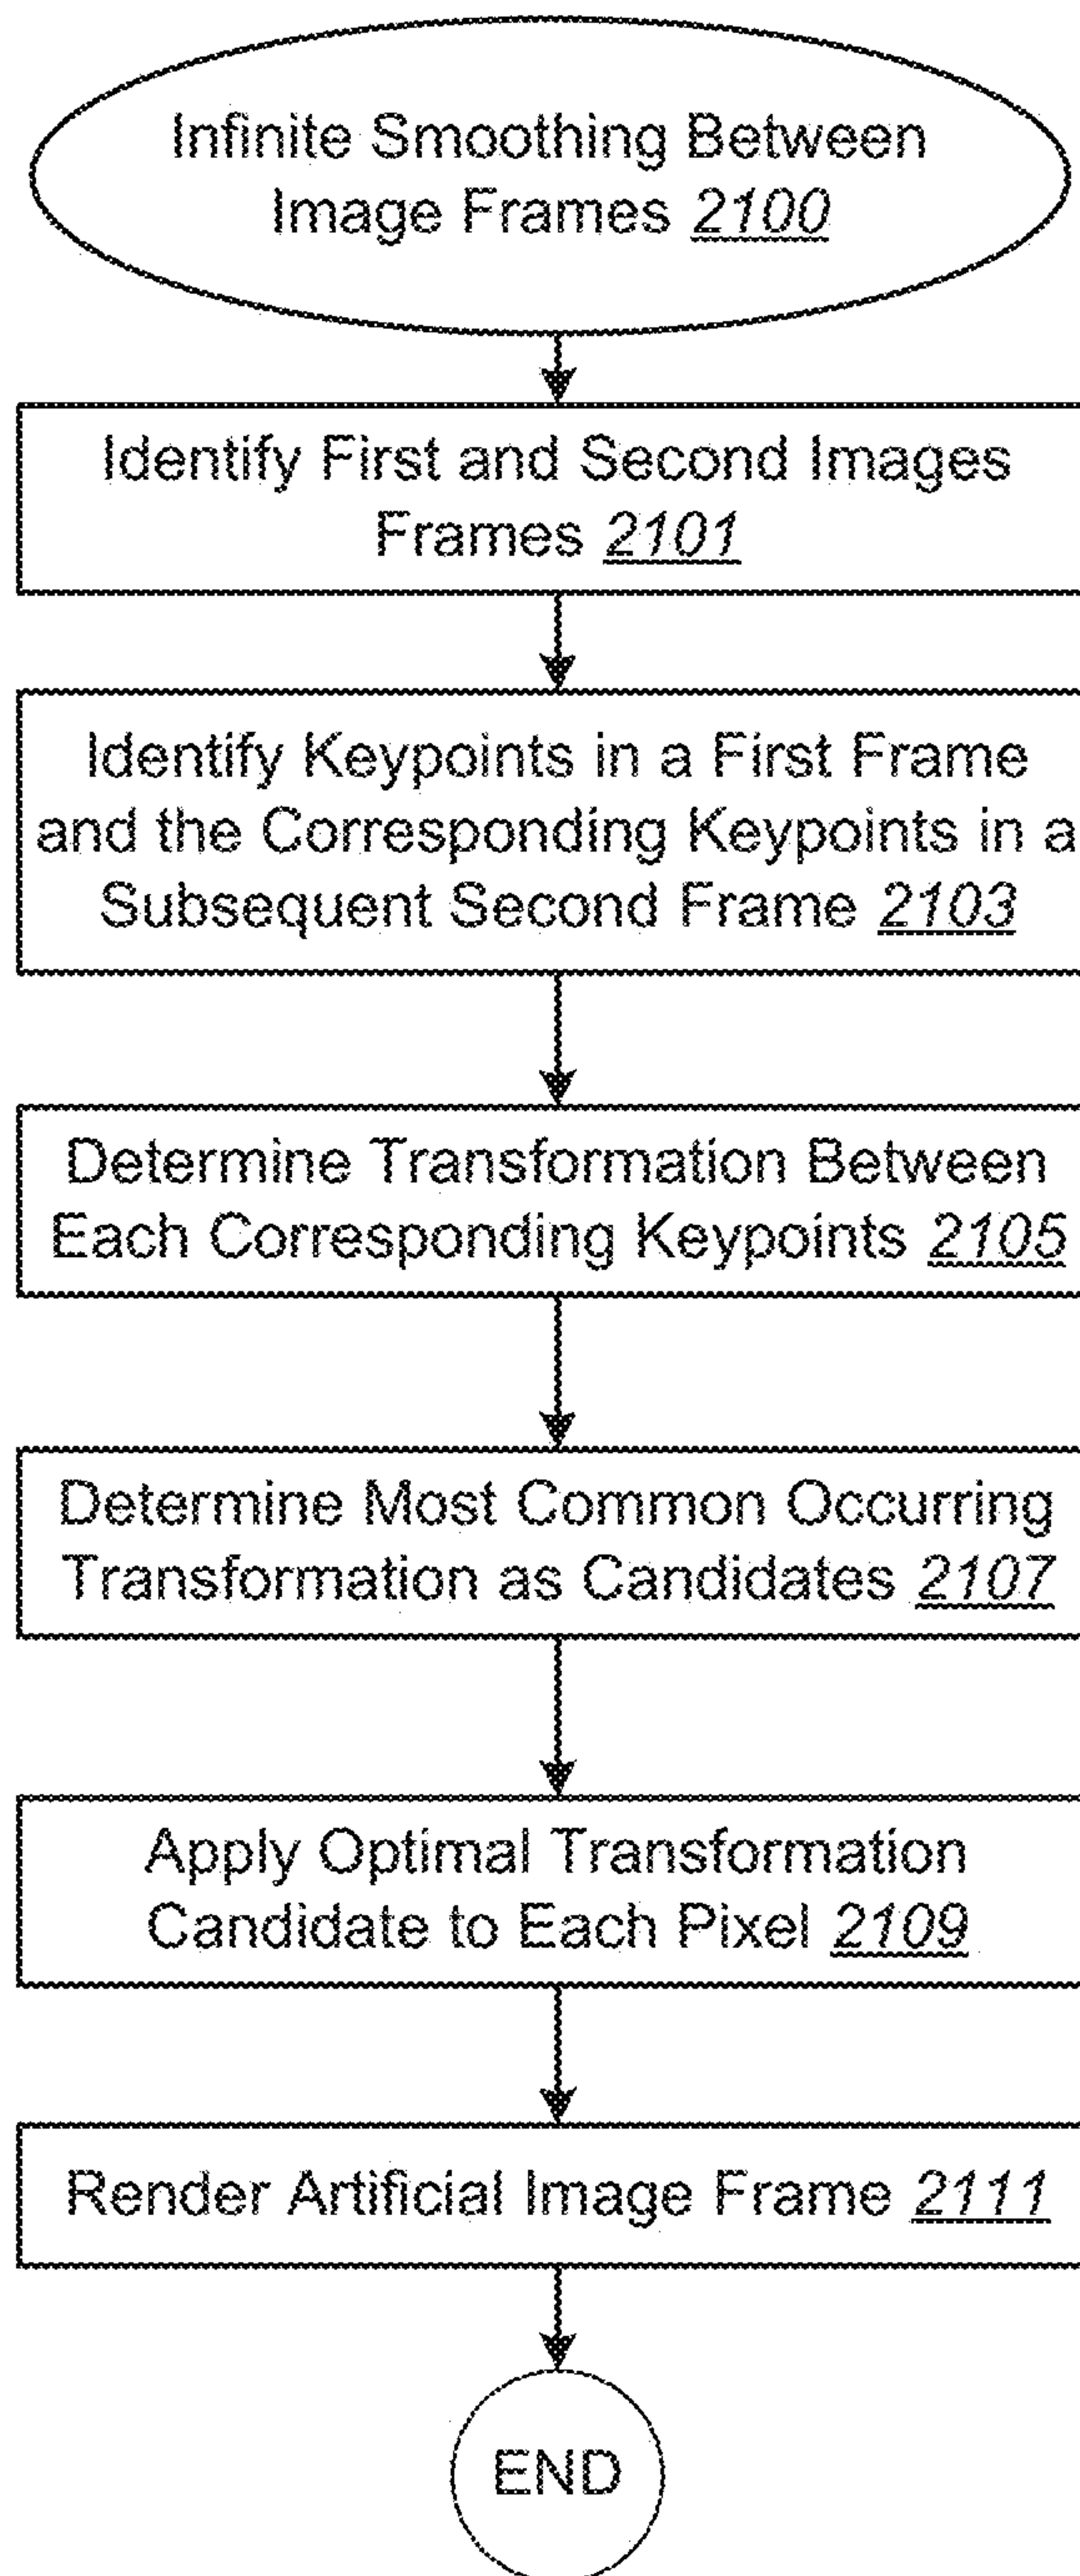 Infinite Smoothing Between
Image Frames 2100
Identify First and Second Images
Frames 2101
Identify Keypoints in a First Frame
and the Corresponding Keypoints in a
Subsequent Second Frame 2103
Determine Transformation Between
Each Corresponding Keypoints 2105
Determine Most Common Occurring
Transformation as Candidates 2107
Apply Optimal Transformation
Candidate to Each Pixel 2109
Render Artificial Image Frame 2111
END